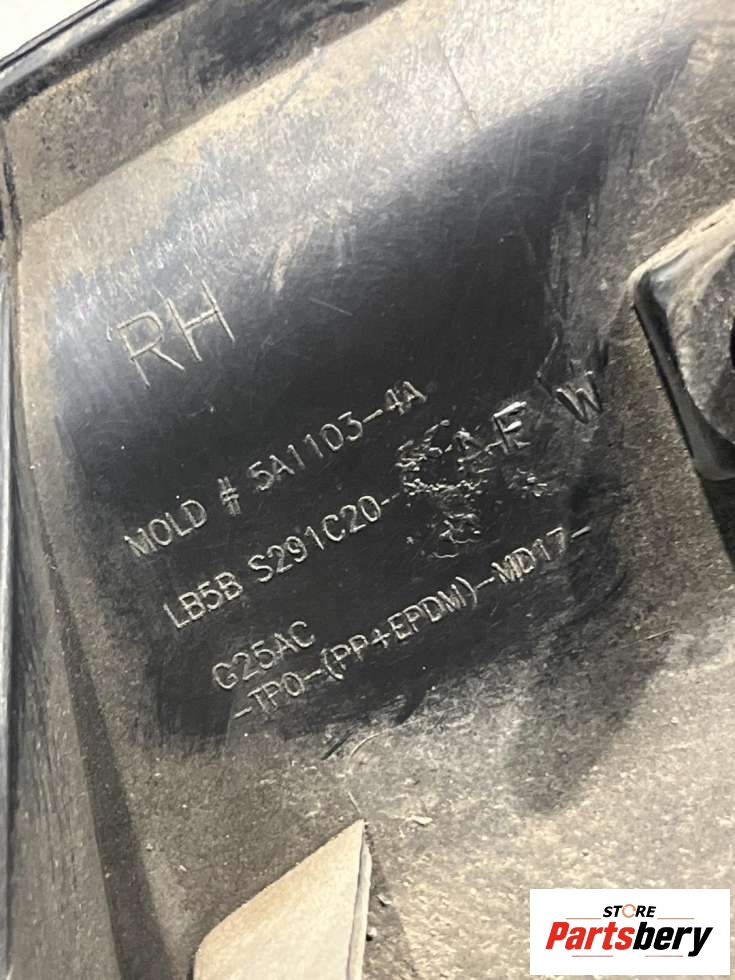 RH
MOLD # 5A1103-4A
LB5B S291C20- E W
G25AC
-TPO-(PP+EPDM)-MD17-
STORE
Partsbery